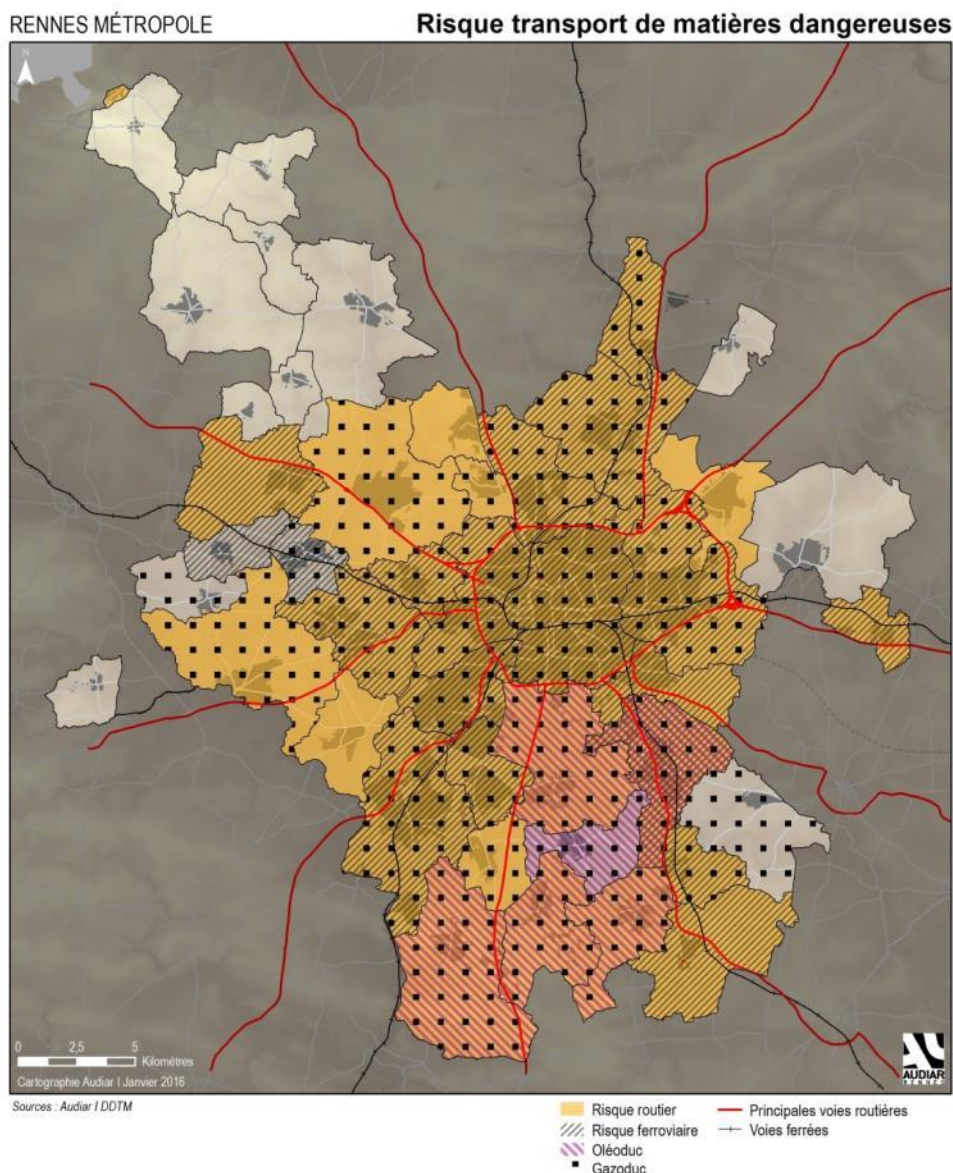 RENNES MÉTROPOLE
Risque transport de matières dangereuses
N
0 2,5 5
Kilomètres
Cartographie Audiar I Janvier 2016
AUDIAR
RENNES
Sources : Audiar I DDTM
Risque routier
Risque ferroviaire
Oléoduc
Gazoduc
Principales voies routières
Voies ferrées